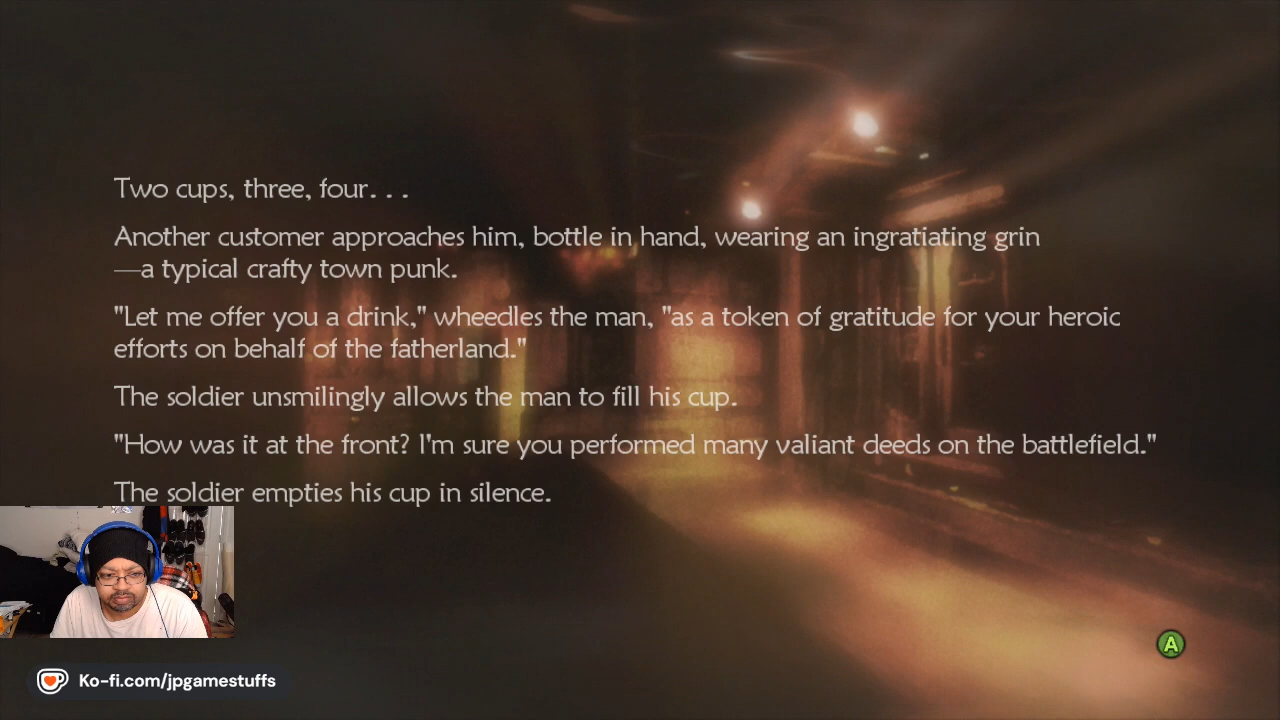 Two cups, three, four. . .
Another customer approaches him, bottle in hand, wearing an ingratiating grin
—a typical crafty town punk.
"Let me offer you a drink," wheedles the man, "as a token of gratitude for your heroic
efforts on behalf of the fatherland."
The soldier unsmilingly allows the man to fill his cup.
"How was it at the front? I'm sure you performed many valiant deeds on the battlefield."
The soldier empties his cup in silence.
A
Ko-fi.com/jpgamestuffs